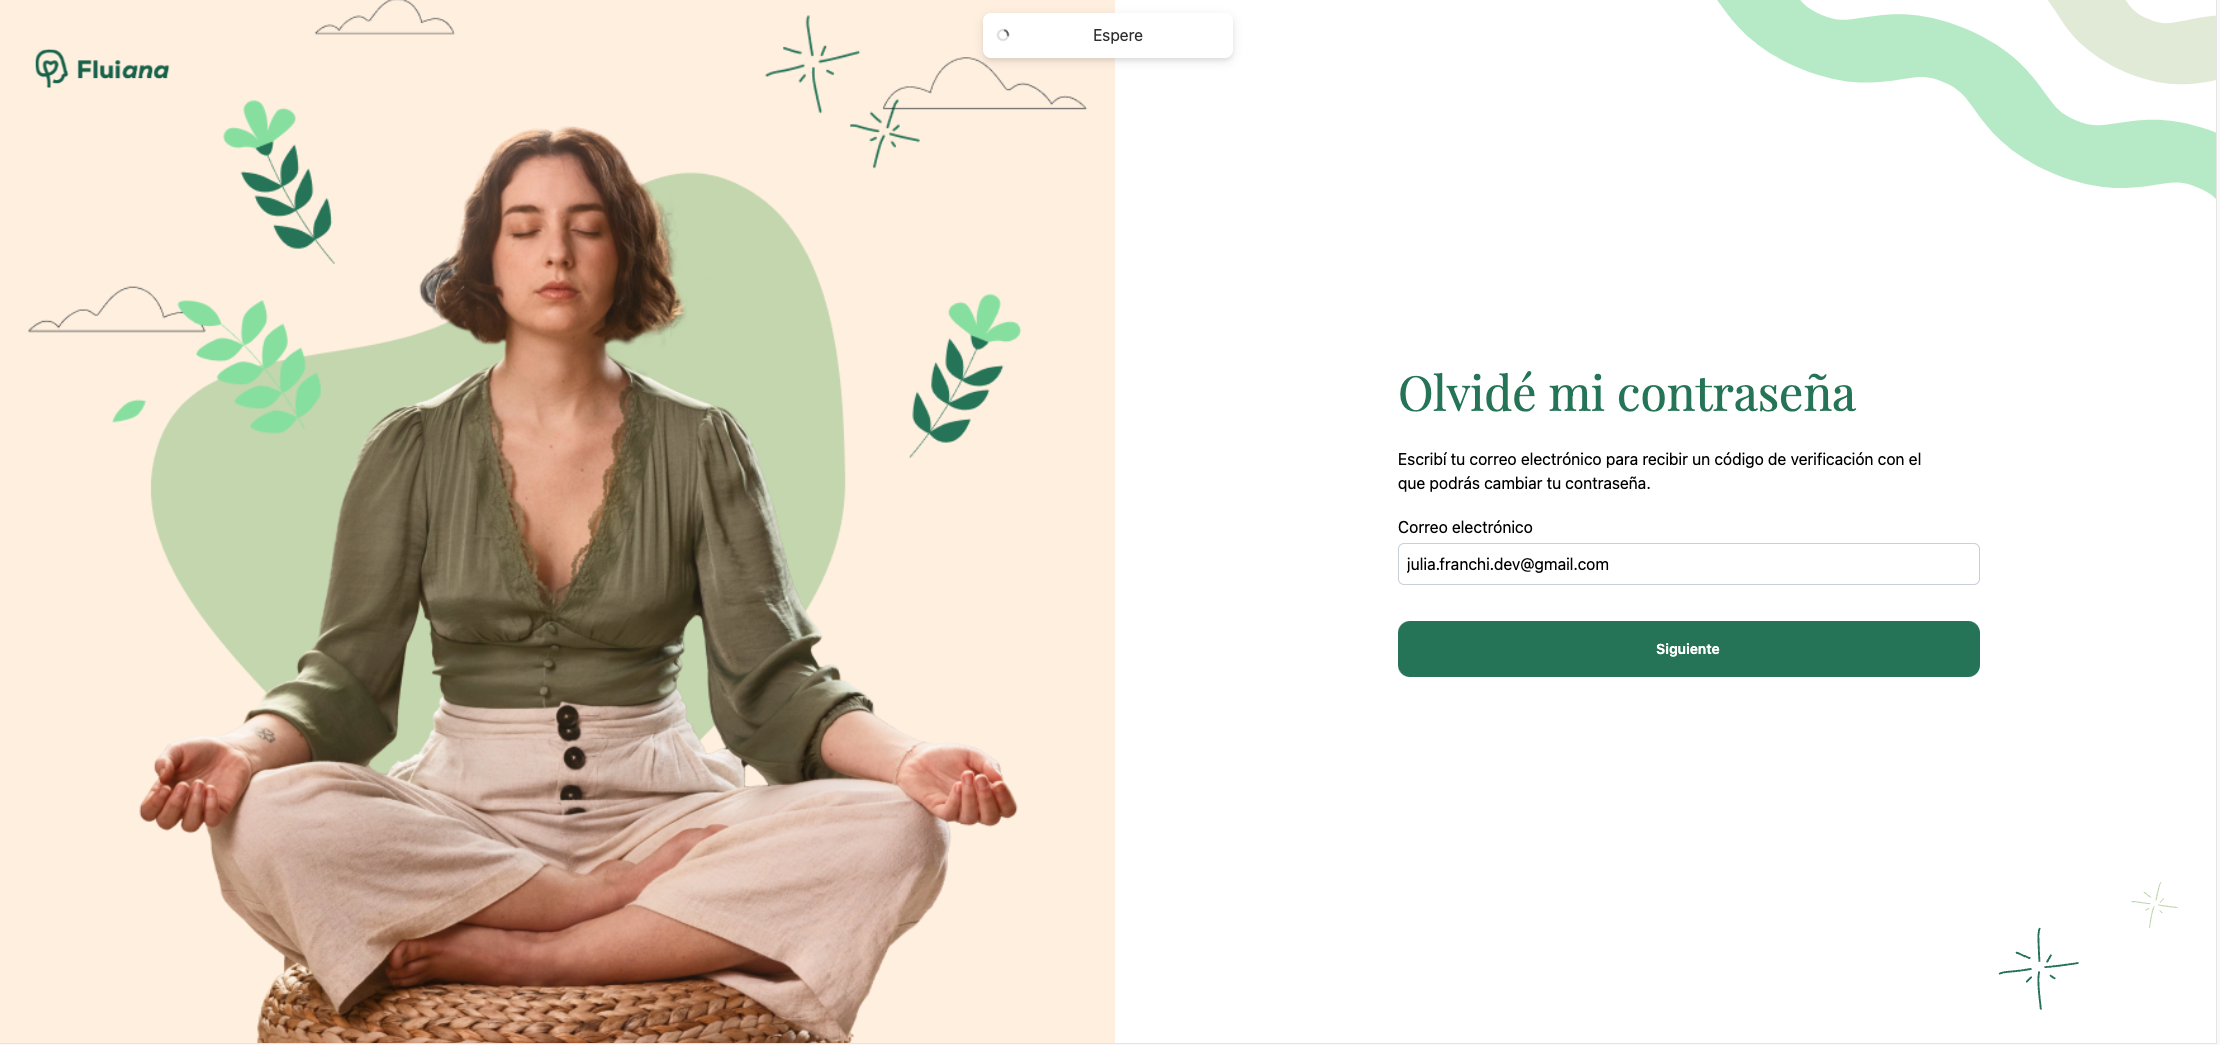 Fluiana
Espere
Olvidé mi contraseña
Escribí tu correo electrónico para recibir un código de verificación con el
que podrás cambiar tu contraseña.
Correo electrónico
julia.franchi.dev@gmail.com
Siguiente